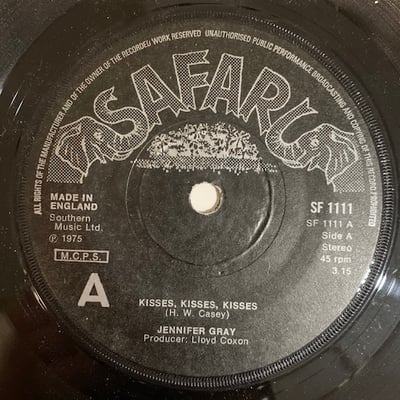 ALL RIGHTS OF THE MANUFACTURER AND OF THE OWNER OF THE RECORDED WORK RESERVED UNAUTHORISED PUBLIC PERFORMANCE BROADCASTING AND COPYING OF THIS RECORD PROHIBITED
SAFARI
MADE IN
ENGLAND
Southern
Music Ltd.
℗ 1975
M.C.P.S.
A
SF 1111
SF 1111 A
Side A
Stereo
45 rpm
3.15
KISSES, KISSES, KISSES
(H. W. Casey)
JENNIFER GRAY
Producer: Lloyd Coxon